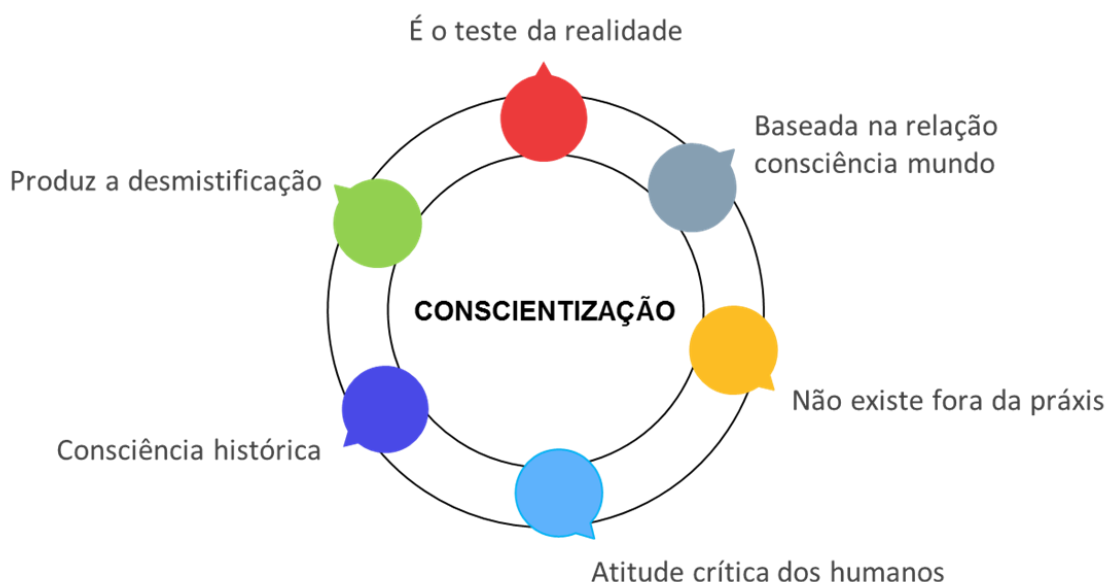 É o teste da realidade
Baseada na relação
consciência mundo
Produz a desmistificação
CONSCIENTIZAÇÃO
Não existe fora da práxis
Consciência histórica
Atitude crítica dos humanos